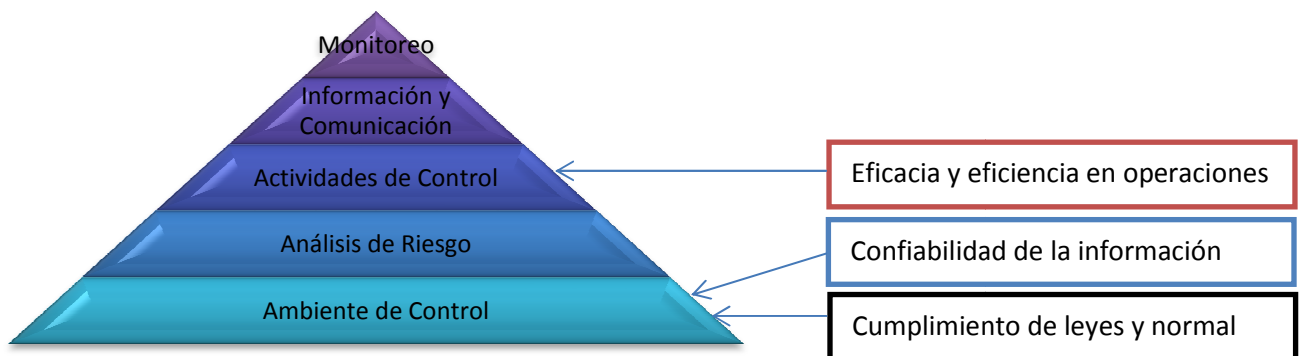 Monitoreo
Información y
Comunicación
Actividades de Control
Análisis de Riesgo
Ambiente de Control
Eficacia y eficiencia en operaciones
Confiabilidad de la información
Cumplimiento de leyes y normal